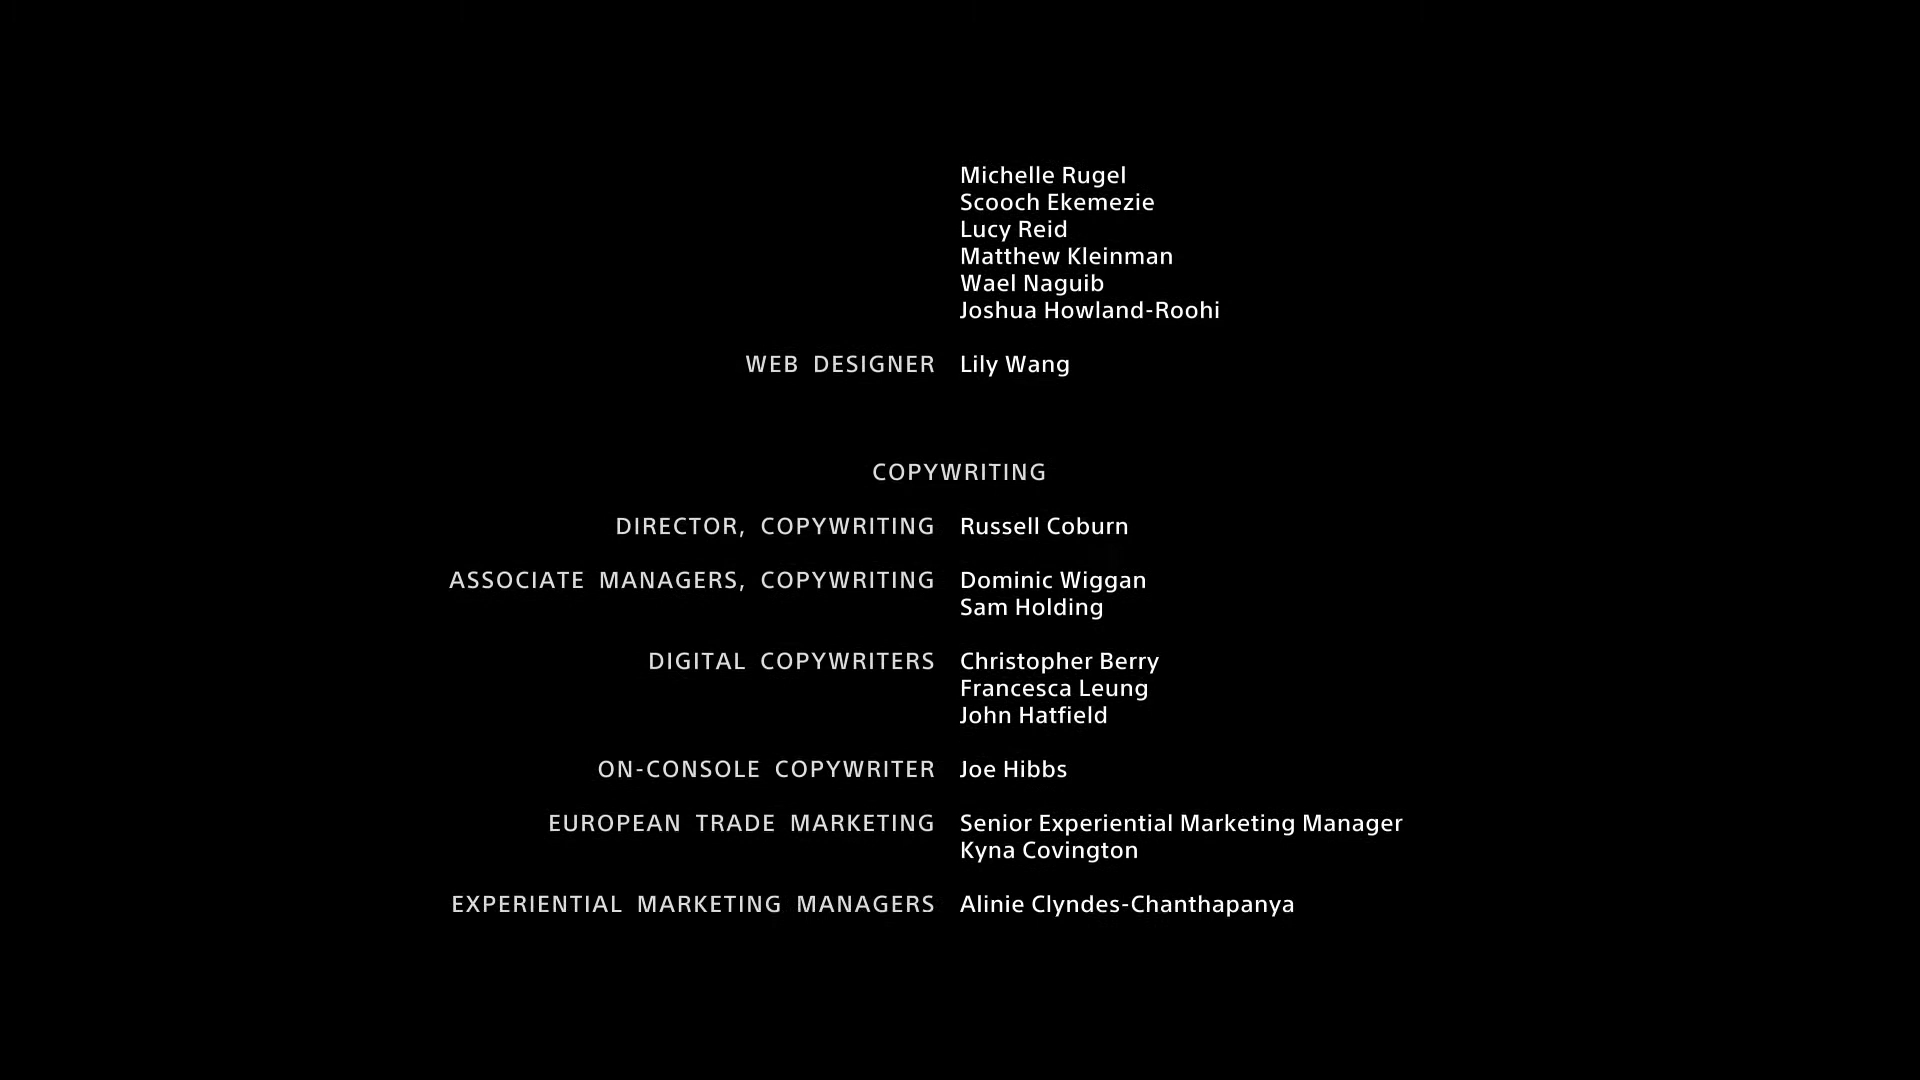 Michelle Rugel
Scooch Ekemezie
Lucy Reid
Matthew Kleinman
Wael Naguib
Joshua Howland-Roohi
WEB DESIGNER Lily Wang
COPYWRITING
DIRECTOR, COPYWRITING Russell Coburn
ASSOCIATE MANAGERS, COPYWRITING Dominic Wiggan
Sam Holding
DIGITAL COPYWRITERS Christopher Berry
Francesca Leung
John Hatfield
ON-CONSOLE COPYWRITER Joe Hibbs
EUROPEAN TRADE MARKETING Senior Experiential Marketing Manager
Kyna Covington
EXPERIENTIAL MARKETING MANAGERS Alinie Clyndes-Chanthapanya